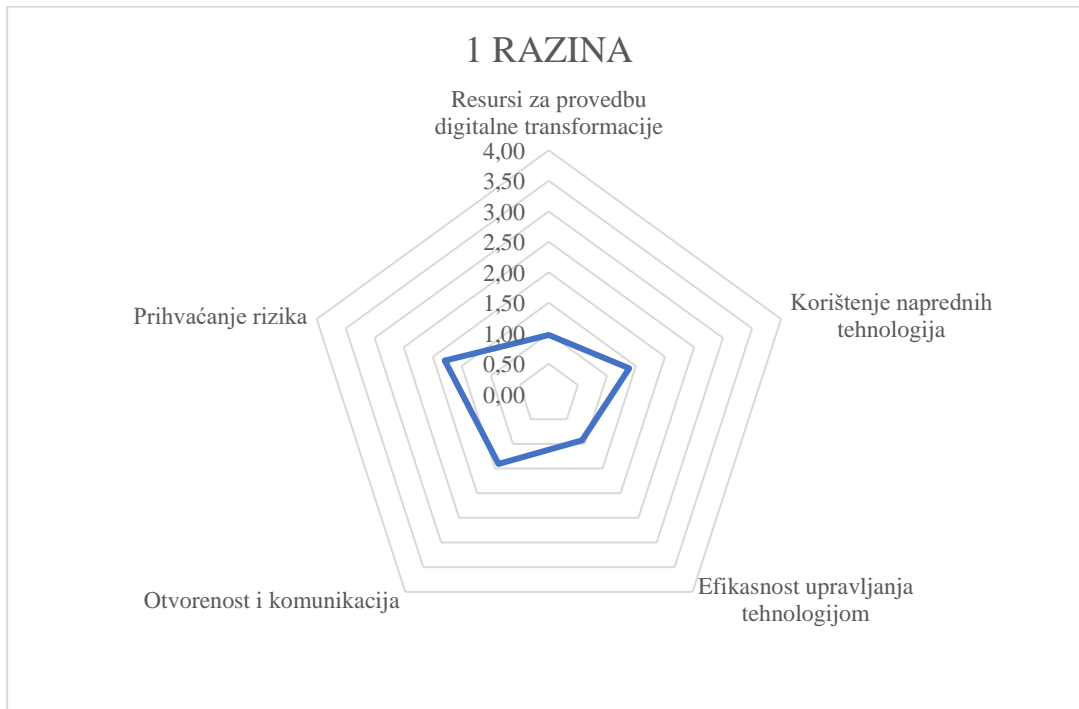 1 RAZINA
Resursi za provedbu
digitalne transformacije
4,00
3,50
3,00
2,50
2,00
1,50
1,00
0,50
0,00
Korištenje naprednih
tehnologija
Efikasnost upravljanja
tehnologijom
Otvorenost i komunikacija
Prihvaćanje rizika